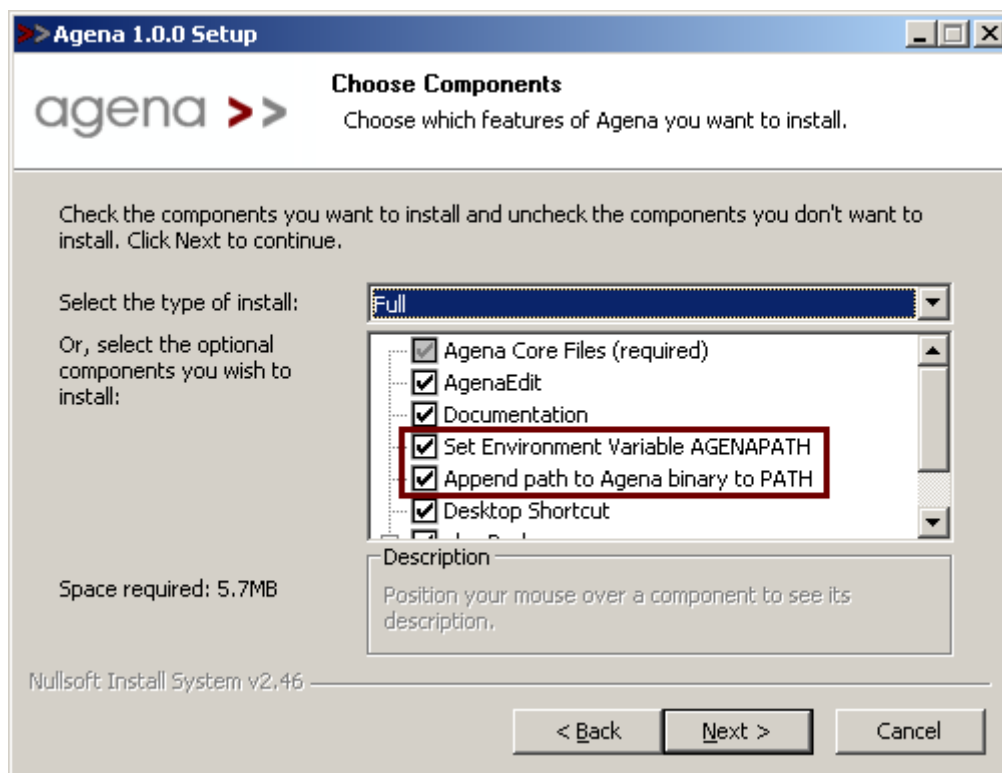 >>Agena 1.0.0 Setup
agena >>
Choose Components
Choose which features of Agena you want to install.
Check the components you want to install and uncheck the components you don't want to
install. Click Next to continue.
Select the type of install:
Full
Or, select the optional
components you wish to
install:
Agena Core Files (required)
AgenaEdit
Documentation
Set Environment Variable AGENAPATH
Append path to Agena binary to PATH
Desktop Shortcut
Space required: 5.7MB
Description
Position your mouse over a component to see its
description.
Nullsoft Install System v2.46
< Back
Next >
Cancel